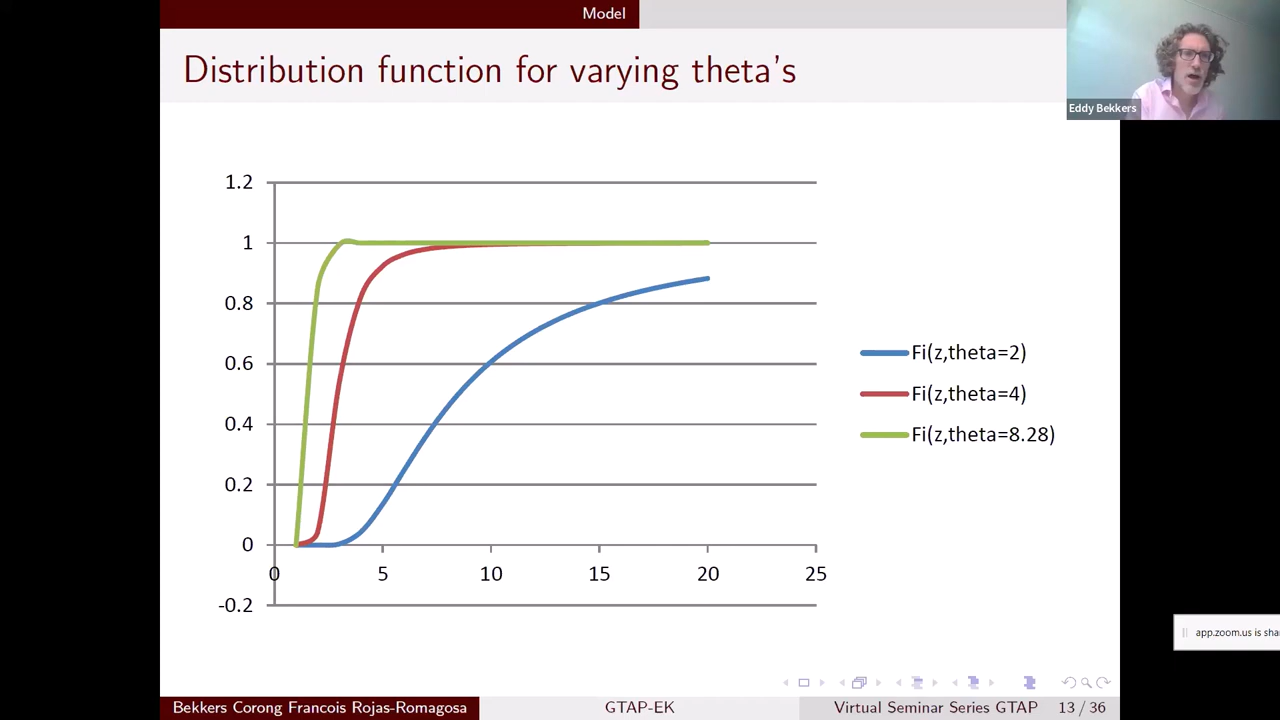 Model
Distribution function for varying theta's
Eddy Bekkers
1.2
1
0.8
0.6
0.4
0.2
0
-0.2
0 5 10 15 20 25
Fi(z,theta=2)
Fi(z,theta=4)
Fi(z,theta=8.28)
app.zoom.us is sha
Bekkers Corong Francois Rojas-Romagosa GTAP-EK Virtual Seminar Series GTAP 13 / 36